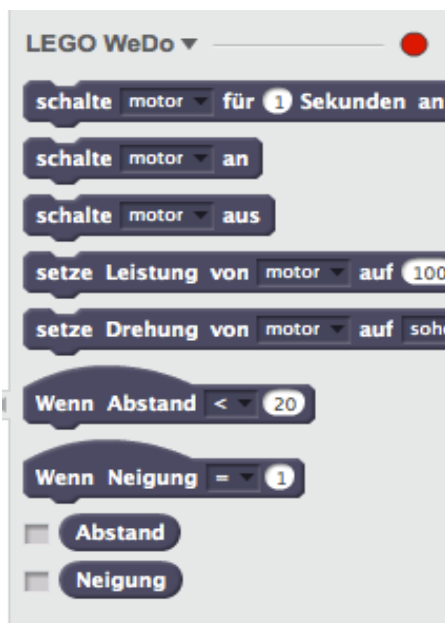 LEGO WeDo
schalte motor für 1 Sekunden an
schalte motor an
schalte motor aus
setze Leistung von motor auf 100
setze Drehung von motor auf
Wenn Abstand < 20
Wenn Neigung = 1
Abstand
Neigung